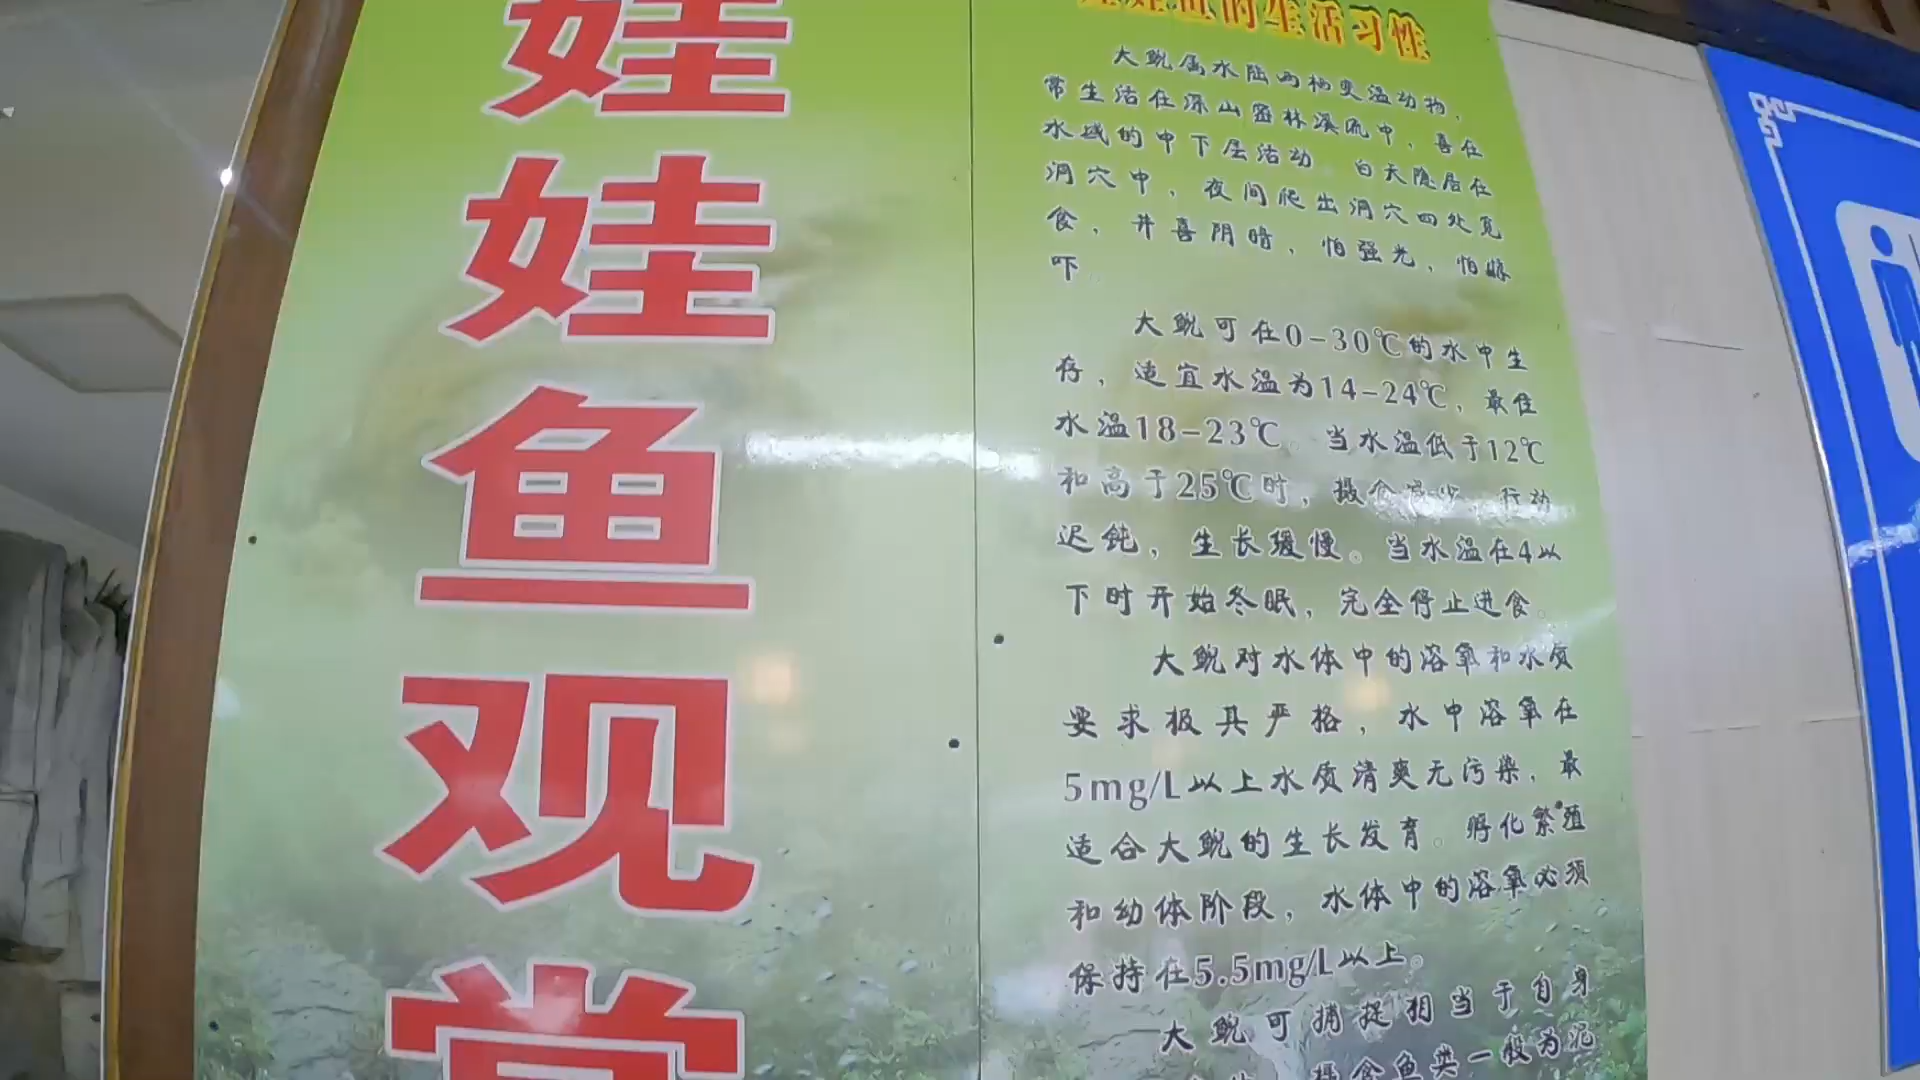 娃
娃
鱼
观
赏
娃娃鱼的生活习性
大鲵属水陆两栖变温动物，
常生活在深山密林溪流中，喜在
水域的中下层活动。白天隐居在
洞穴中，夜间爬出洞穴四处觅
食，并喜阴暗，怕强光，怕惊
吓。
大鲵可在0-30℃的水中生
存，适宜水温为14-24℃，最佳
水温18-23℃。当水温低于12℃
和高于25℃时，摄食减少，行动
迟钝，生长缓慢。当水温在4以
下时开始冬眠，完全停止进食。
大鲵对水体中的溶氧和水质
要求极其严格，水中溶氧在
5mg/L以上水质清爽无污染，最
适合大鲵的生长发育。孵化繁殖
和幼体阶段，水体中的溶氧必须
保持在5.5mg/L以上。
大鲵可捕捉相当于自身
摄食鱼类一般为泥